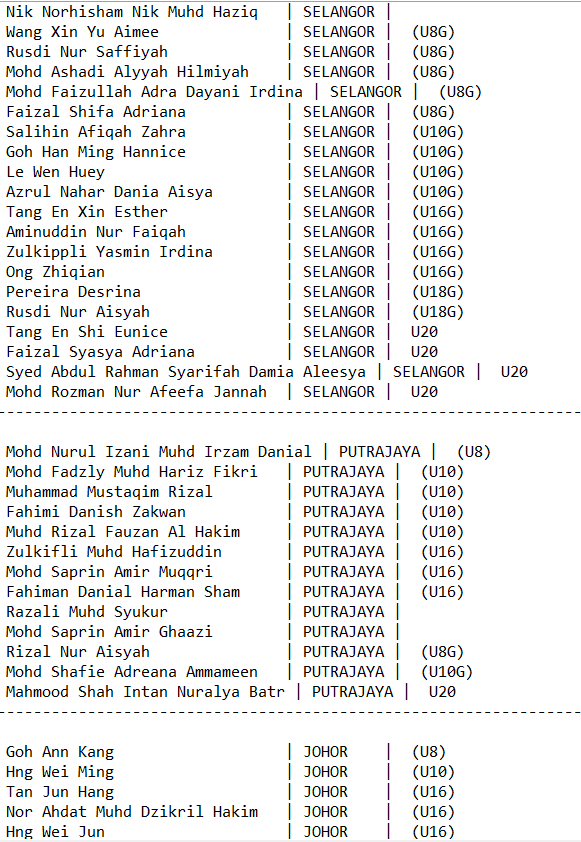 Nik Norhisham Nik Muhd Haziq | SELANGOR |
Wang Xin Yu Aimee | SELANGOR | (U8G)
Rusdi Nur Saffiyah | SELANGOR | (U8G)
Mohd Ashadi Alyyah Hilmiyah | SELANGOR | (U8G)
Mohd Faizullah Adra Dayani Irdina | SELANGOR | (U8G)
Faizal Shifa Adriana | SELANGOR | (U8G)
Salihin Afiqah Zahra | SELANGOR | (U10G)
Goh Han Ming Hannice | SELANGOR | (U10G)
Le Wen Huey | SELANGOR | (U10G)
Azrul Nahar Dania Aisya | SELANGOR | (U10G)
Tang En Xin Esther | SELANGOR | (U16G)
Aminuddin Nur Faiqah | SELANGOR | (U16G)
Zulkippli Yasmin Irdina | SELANGOR | (U16G)
Ong Zhiqian | SELANGOR | (U16G)
Pereira Desrina | SELANGOR | (U18G)
Rusdi Nur Aisyah | SELANGOR | (U18G)
Tang En Shi Eunice | SELANGOR | U20
Faizal Syasya Adriana | SELANGOR | U20
Syed Abdul Rahman Syarifah Damia Aleesya | SELANGOR | U20
Mohd Rozman Nur Afeefa Jannah | SELANGOR | U20
-----------------------------------------------------------------
Mohd Nurul Izani Muhd Irzam Danial | PUTRAJAYA | (U8)
Mohd Fadzly Muhd Hariz Fikri | PUTRAJAYA | (U10)
Muhammad Mustaqim Rizal | PUTRAJAYA | (U10)
Fahimi Danish Zakwan | PUTRAJAYA | (U10)
Muhd Rizal Fauzan Al Hakim | PUTRAJAYA | (U10)
Zulkifli Muhd Hafizuddin | PUTRAJAYA | (U16)
Mohd Saprin Amir Muqqri | PUTRAJAYA | (U16)
Fahiman Danial Harman Sham | PUTRAJAYA | (U16)
Razali Muhd Syukur | PUTRAJAYA |
Mohd Saprin Amir Ghaazi | PUTRAJAYA |
Rizal Nur Aisyah | PUTRAJAYA | (U8G)
Mohd Shafie Adreana Ammameen | PUTRAJAYA | (U10G)
Mahmood Shah Intan Nuralya Batr | PUTRAJAYA | U20
-----------------------------------------------------------------
Goh Ann Kang | JOHOR | (U8)
Hng Wei Ming | JOHOR | (U10)
Tan Jun Hang | JOHOR | (U16)
Nor Ahdat Muhd Dzikril Hakim | JOHOR | (U16)
Hng Wei Jun | JOHOR | (U16)